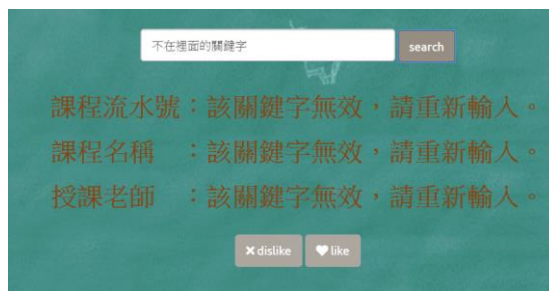 不在裡面的關鍵字 search
課程流水號：該關鍵字無效，請重新輸入。
課程名稱　：該關鍵字無效，請重新輸入。
授課老師　：該關鍵字無效，請重新輸入。
✖ dislike ♥ like